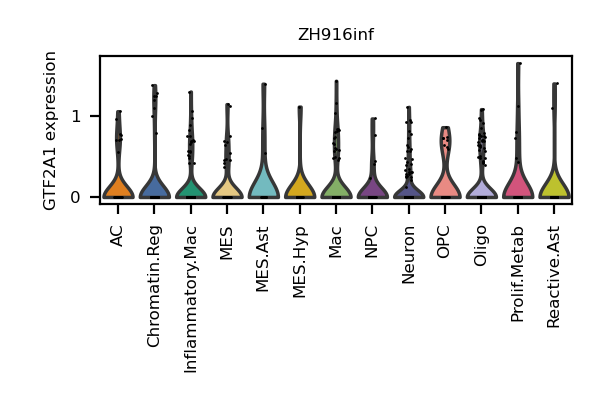 ZH916inf
GTF2A1 expression
1
0
AC
Chromatin.Reg
Inflammatory.Mac
MES
MES.Ast
MES.Hyp
Mac
NPC
Neuron
OPC
Oligo
Prolif.Metab
Reactive.Ast